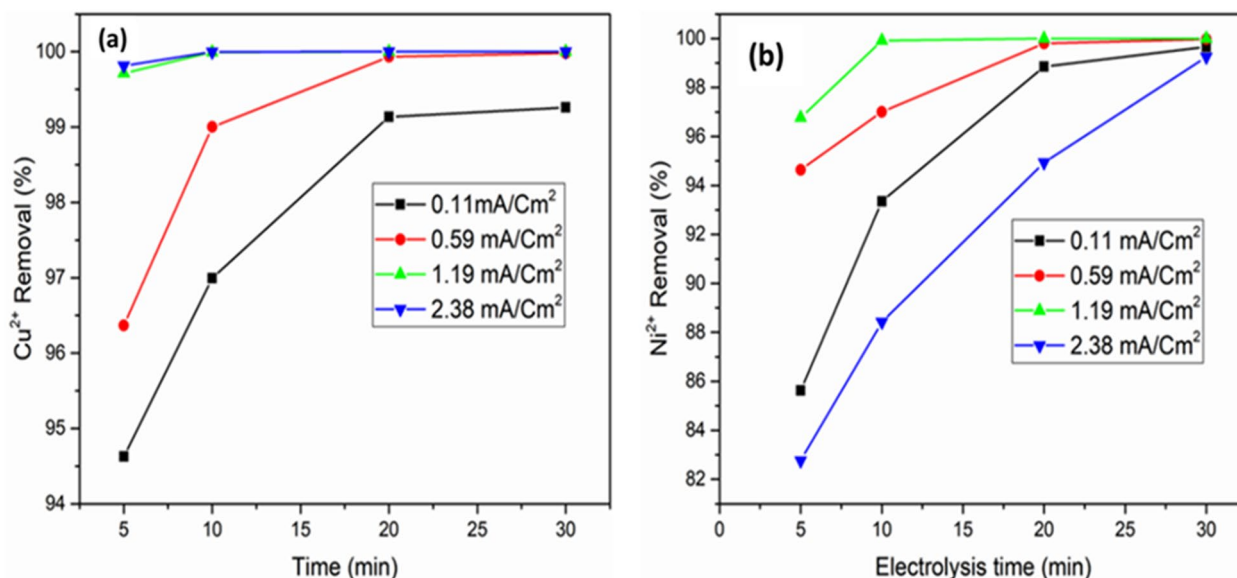 (a)
100
99
98
97
96
95
94
5
10
15
20
25
30
Cu²⁺ Removal (%)
Time (min)
0.11mA/Cm²
0.59 mA/Cm²
1.19 mA/Cm²
2.38 mA/Cm²
(b)
100
98
96
94
92
90
88
86
84
82
0
5
10
15
20
25
30
Ni²⁺ Removal (%)
Electrolysis time (min)
0.11 mA/Cm²
0.59 mA/Cm²
1.19 mA/Cm²
2.38 mA/Cm²